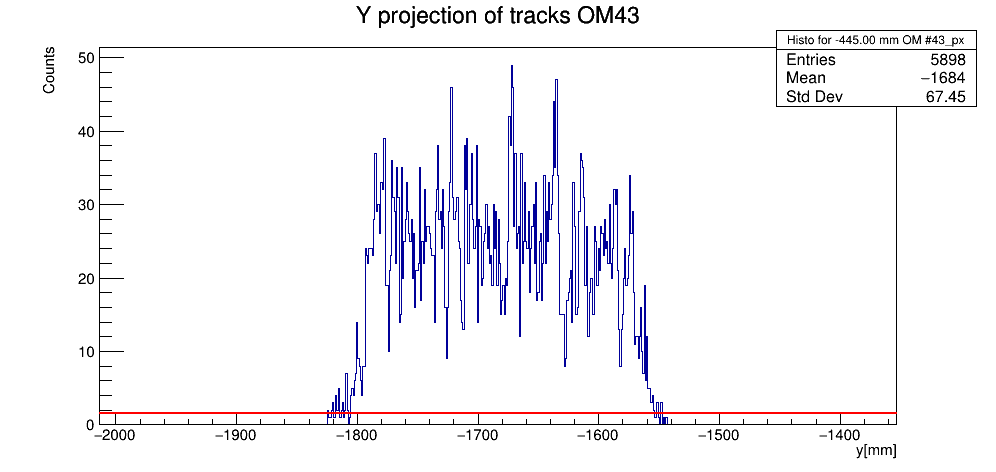 Y projection of tracks OM43
Histo for -445.00 mm OM #43_px
Entries 5898
Mean −1684
Std Dev 67.45
Counts
50
40
30
20
10
0
−2000 −1900 −1800 −1700 −1600 −1500 −1400
y[mm]